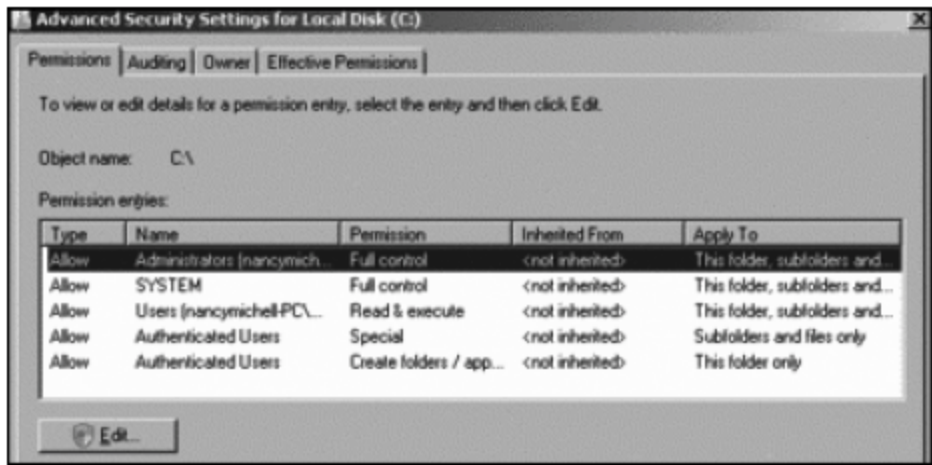 Advanced Security Settings for Local Disk (C:)
Permissions Auditing Owner Effective Permissions
To view or edit details for a permission entry, select the entry and then click Edit.
Object name: C:\
Permission entries:
Type Name Permission Inherited From Apply To
Allow Administrators (nancymich... Full control <not inherited> This folder, subfolders and...
Allow SYSTEM Full control <not inherited> This folder, subfolders and...
Allow Users (nancymichell-PC\... Read & execute <not inherited> This folder, subfolders and...
Allow Authenticated Users Special <not inherited> Subfolders and files only
Allow Authenticated Users Create folders / app... <not inherited> This folder only
Edit...